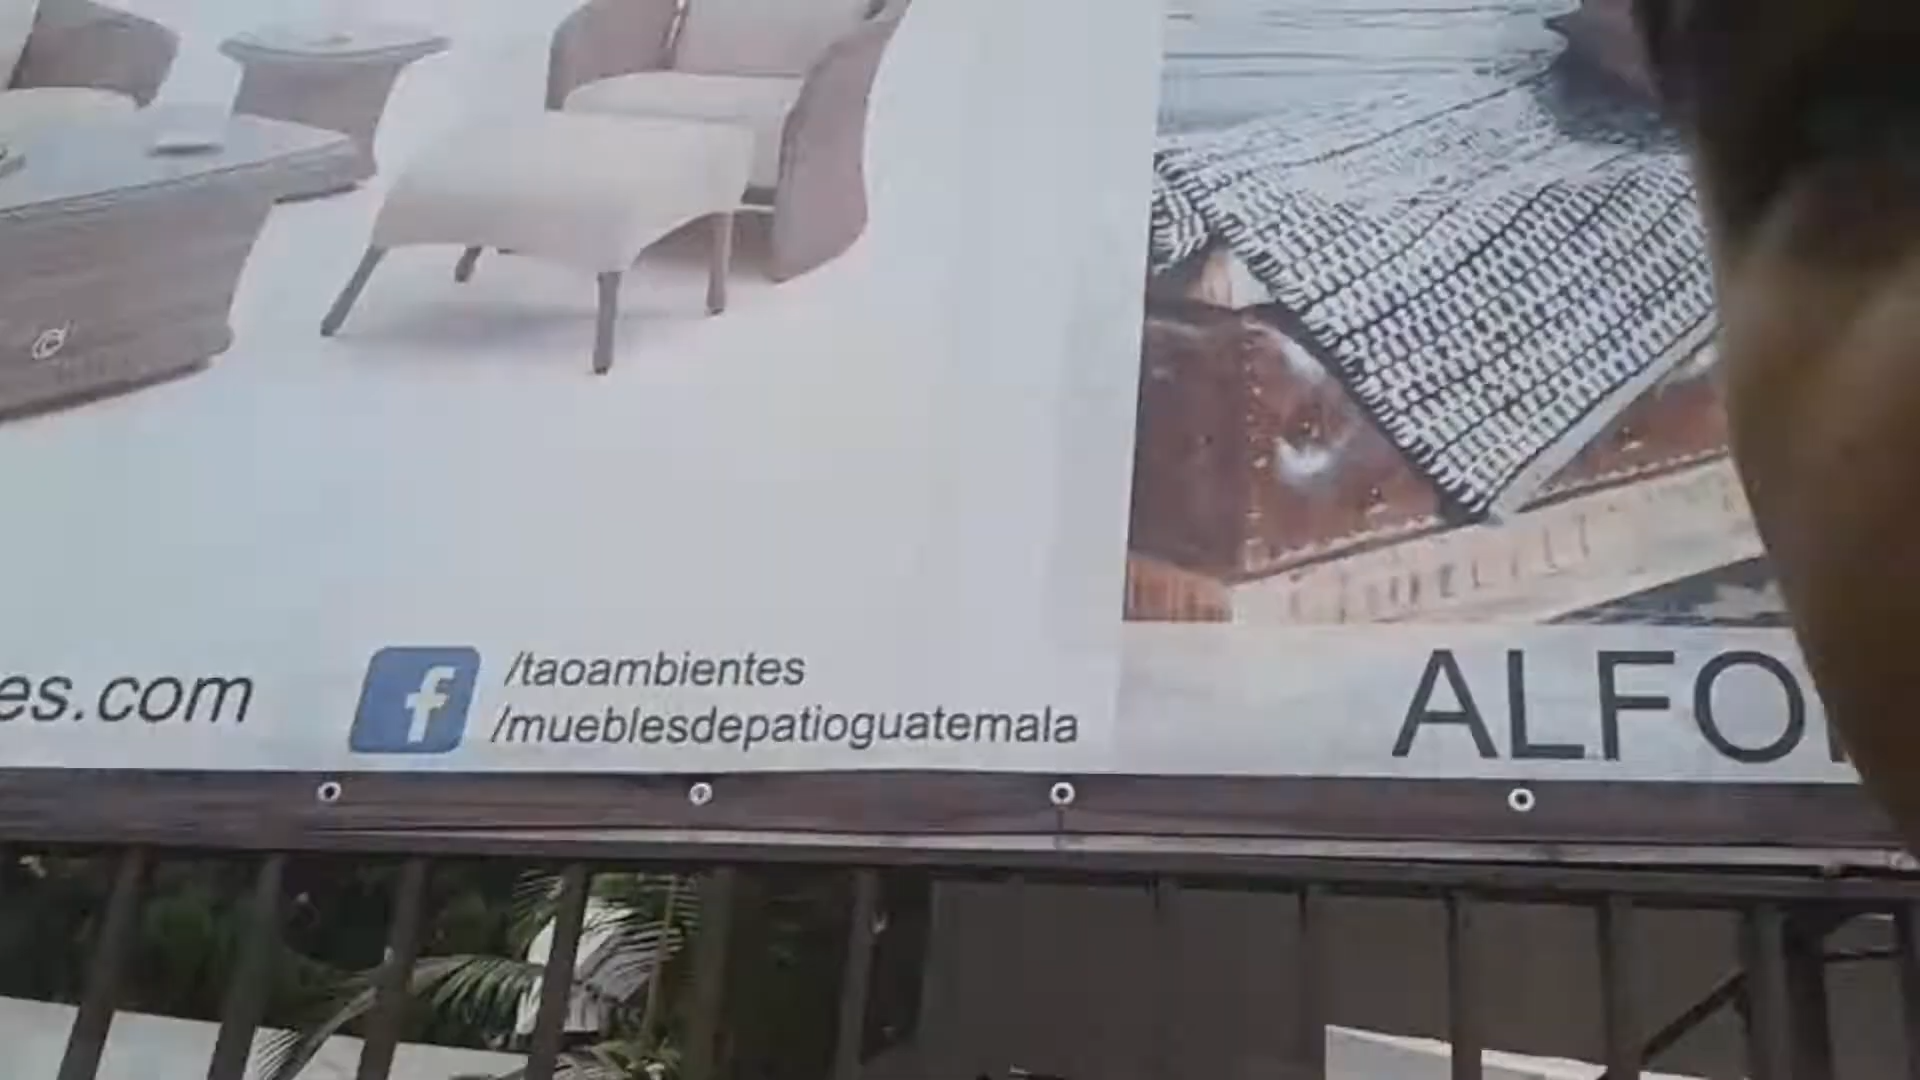 es.com
/taoambientes
/mueblesdepatioguatemala
ALFO